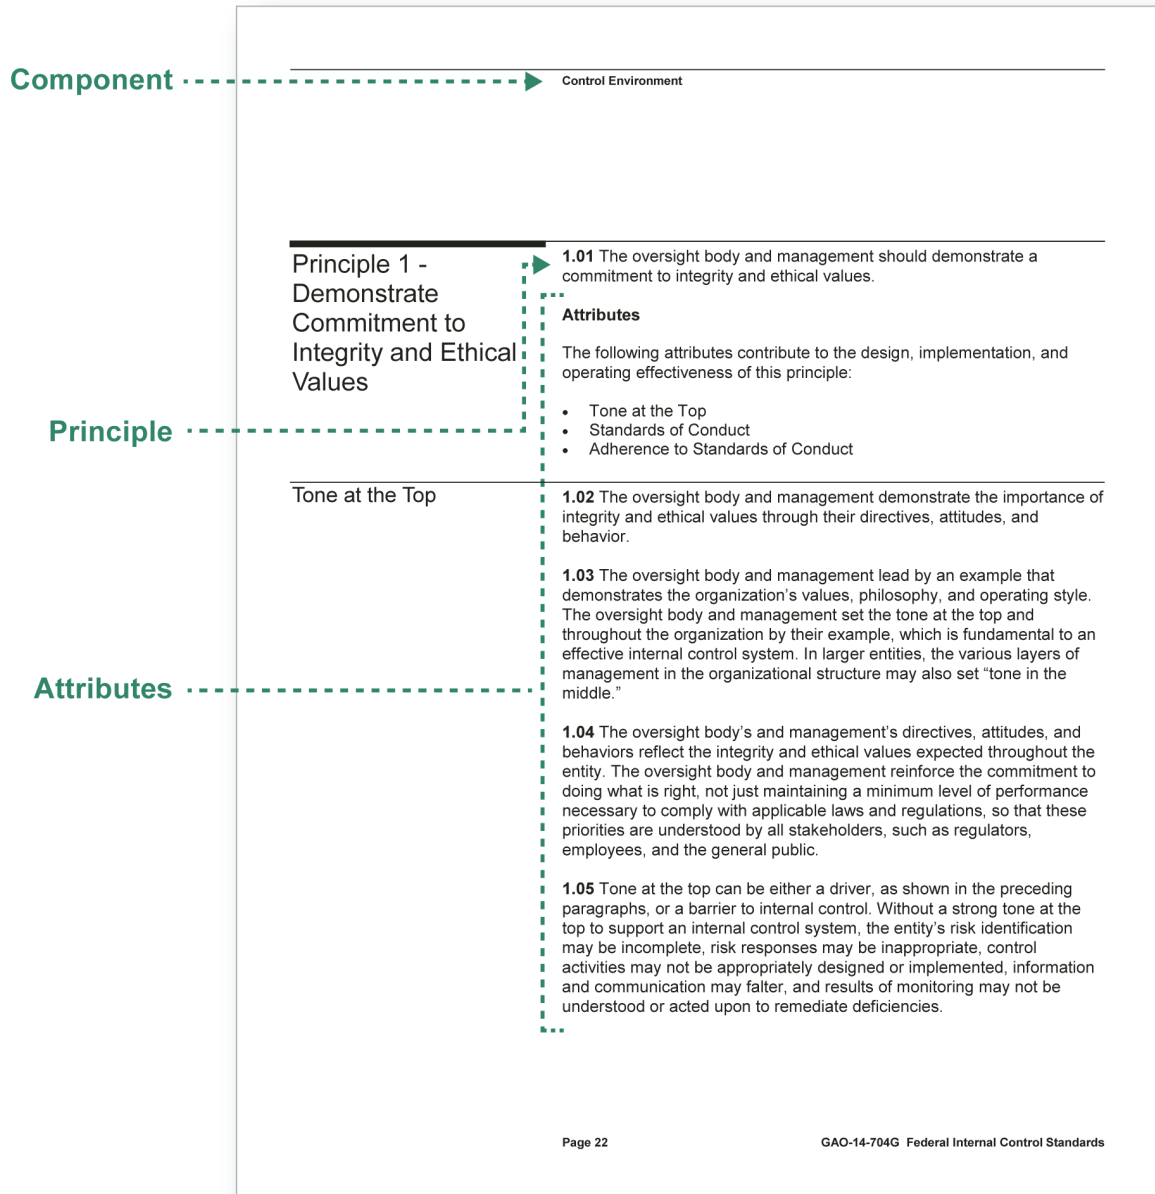 Component
Control Environment
Principle 1 -
Demonstrate
Commitment to
Integrity and Ethical
Values
1.01 The oversight body and management should demonstrate a
commitment to integrity and ethical values.
Attributes
The following attributes contribute to the design, implementation, and
operating effectiveness of this principle:
• Tone at the Top
• Standards of Conduct
• Adherence to Standards of Conduct
Principle
Tone at the Top
1.02 The oversight body and management demonstrate the importance of
integrity and ethical values through their directives, attitudes, and
behavior.
1.03 The oversight body and management lead by an example that
demonstrates the organization’s values, philosophy, and operating style.
The oversight body and management set the tone at the top and
throughout the organization by their example, which is fundamental to an
effective internal control system. In larger entities, the various layers of
management in the organizational structure may also set “tone in the
middle.”
Attributes
1.04 The oversight body’s and management’s directives, attitudes, and
behaviors reflect the integrity and ethical values expected throughout the
entity. The oversight body and management reinforce the commitment to
doing what is right, not just maintaining a minimum level of performance
necessary to comply with applicable laws and regulations, so that these
priorities are understood by all stakeholders, such as regulators,
employees, and the general public.
1.05 Tone at the top can be either a driver, as shown in the preceding
paragraphs, or a barrier to internal control. Without a strong tone at the
top to support an internal control system, the entity’s risk identification
may be incomplete, risk responses may be inappropriate, control
activities may not be appropriately designed or implemented, information
and communication may falter, and results of monitoring may not be
understood or acted upon to remediate deficiencies.
Page 22
GAO-14-704G Federal Internal Control Standards